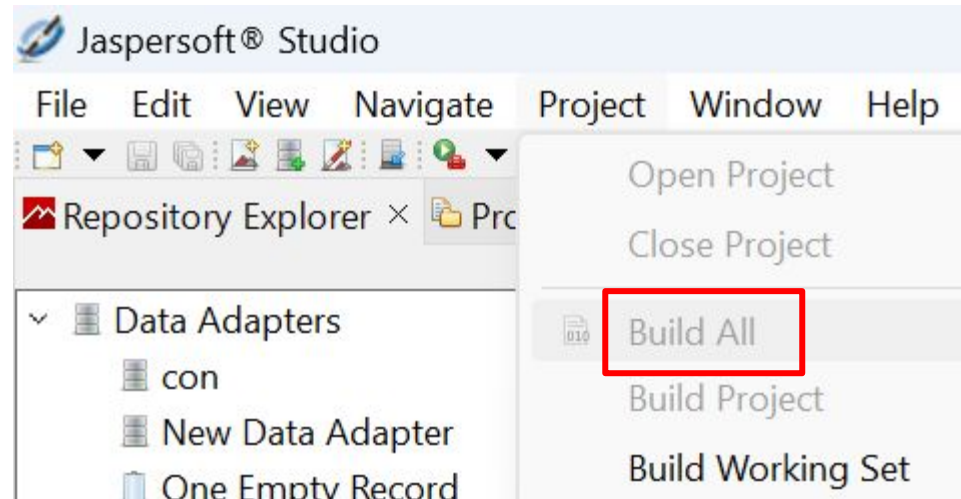 Jaspersoft® Studio
File Edit View Navigate Project Window Help
Repository Explorer
Open Project
Close Project
Data Adapters
Build All
con
Build Project
New Data Adapter
Build Working Set
One Empty Record